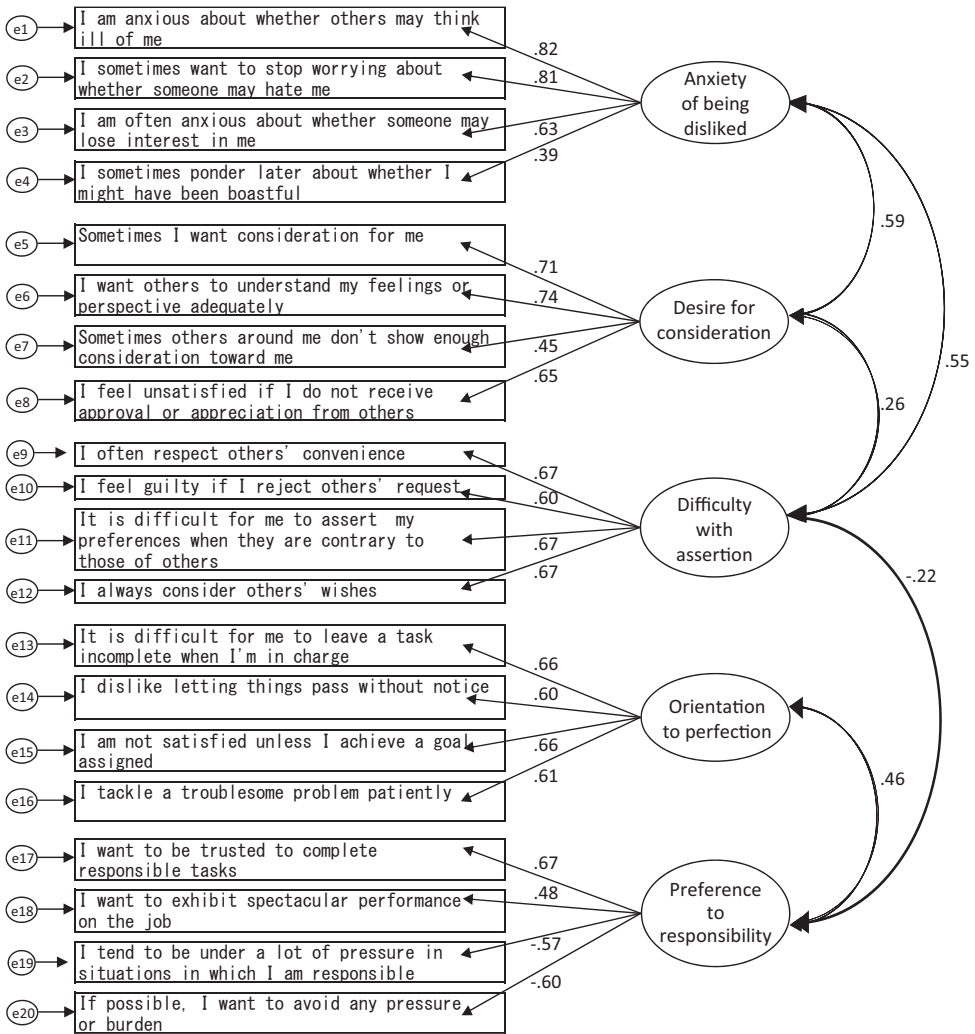 e1
I am anxious about whether others may think
ill of me
e2
I sometimes want to stop worrying about
whether someone may hate me
e3
I am often anxious about whether someone may
lose interest in me
e4
I sometimes ponder later about whether I
might have been boastful
.82
.81
.63
.39
Anxiety
of being
disliked
e5
Sometimes I want consideration for me
e6
I want others to understand my feelings or
perspective adequately
e7
Sometimes others around me don't show enough
consideration toward me
e8
I feel unsatisfied if I do not receive
approval or appreciation from others
.71
.74
.45
.65
Desire for
consideration
.59
.55
.26
e9
I often respect others' convenience
e10
I feel guilty if I reject others' request
e11
It is difficult for me to assert my
preferences when they are contrary to
those of others
e12
I always consider others' wishes
.67
.60
.67
.67
Difficulty
with
assertion
-.22
e13
It is difficult for me to leave a task
incomplete when I'm in charge
e14
I dislike letting things pass without notice
e15
I am not satisfied unless I achieve a goal
assigned
e16
I tackle a troublesome problem patiently
.66
.60
.66
.61
Orientation
to perfection
.46
e17
I want to be trusted to complete
responsible tasks
e18
I want to exhibit spectacular performance
on the job
e19
I tend to be under a lot of pressure in
situations in which I am responsible
e20
If possible, I want to avoid any pressure
or burden
.67
.48
-.57
-.60
Preference
to
responsibility